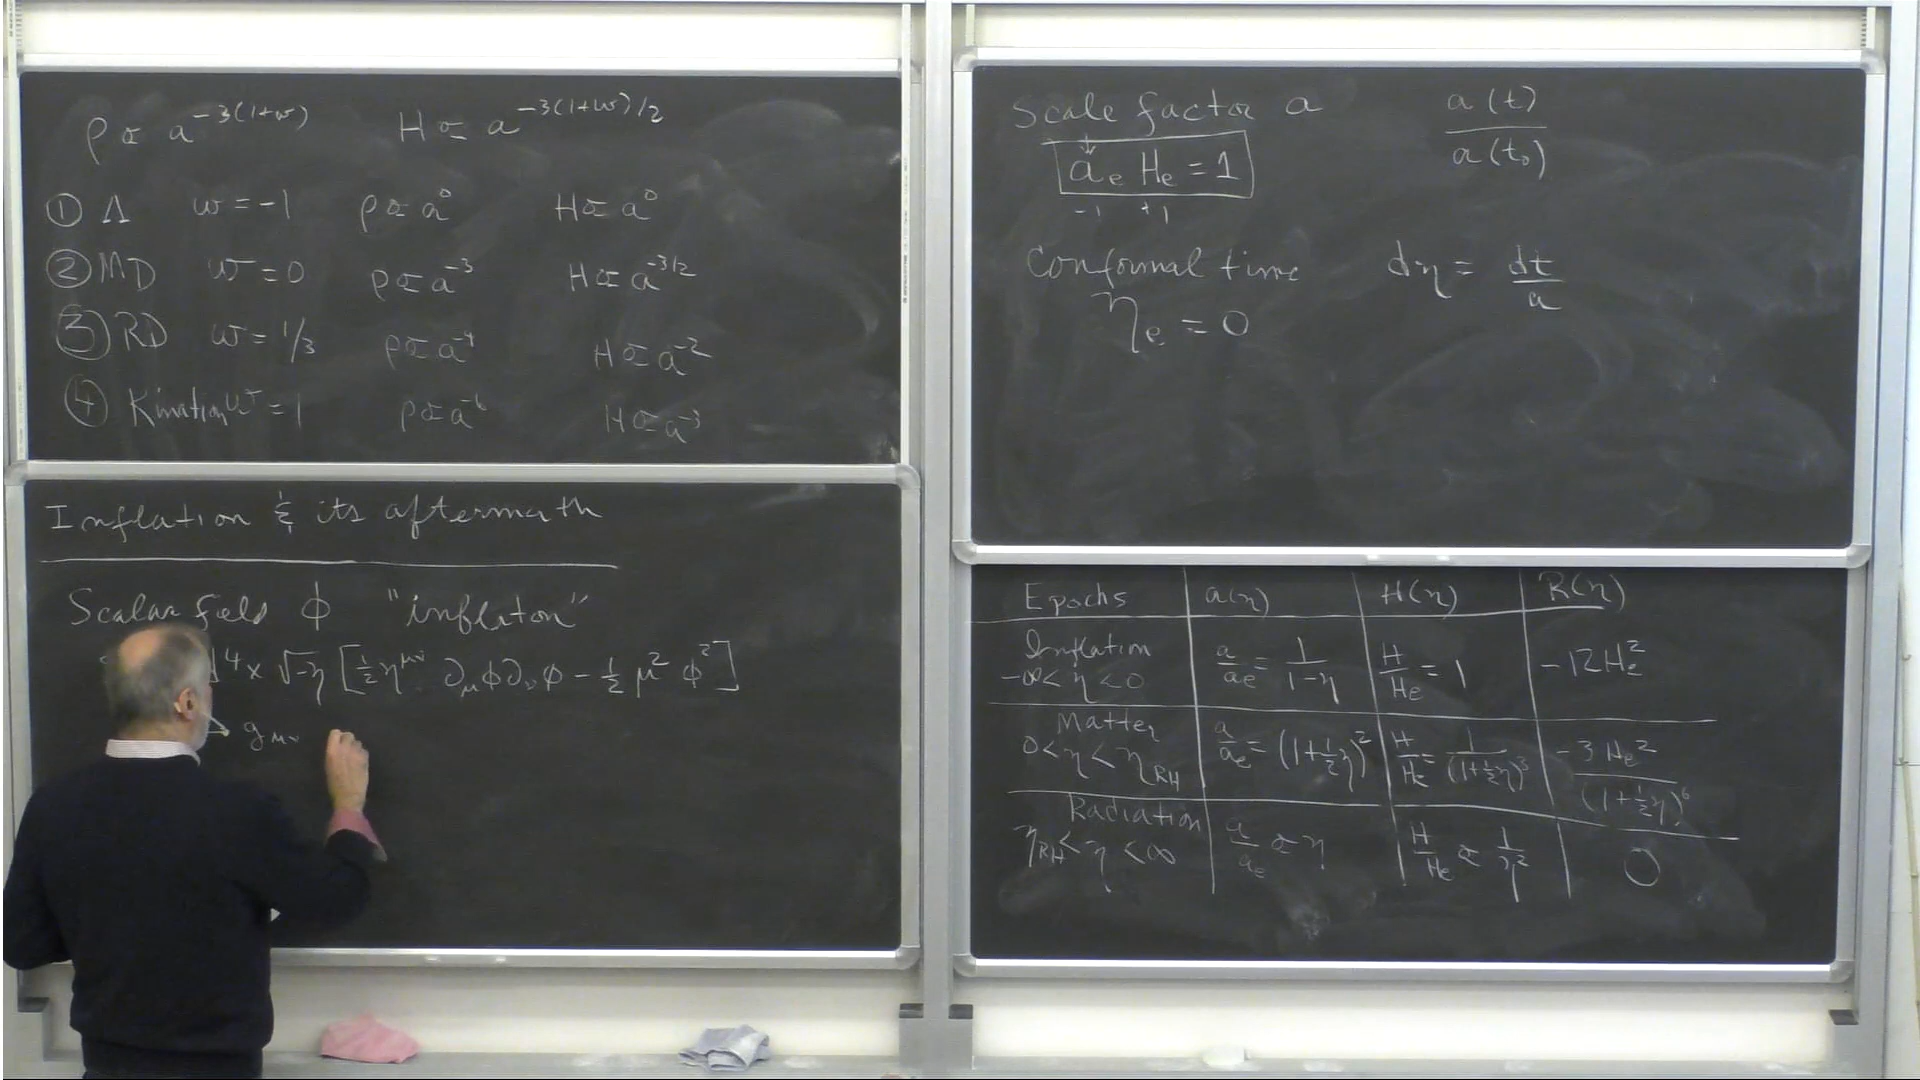 ρ ∝ a^{-3(1+w)} H ∝ a^{-3(1+w)/2}
① Λ w = -1 ρ ∝ a^0 H ∝ a^0
② MD w = 0 ρ ∝ a^{-3} H ∝ a^{-3/2}
③ RD w = 1/3 ρ ∝ a^{-4} H ∝ a^{-2}
④ Kination w = 1 ρ ∝ a^{-6} H ∝ a^{-3}
Inflation & its aftermath
Scalar field ϕ "inflaton"
d^4x √-η [½ η^{μν} ∂_μ ϕ ∂_ν ϕ - ½ μ² ϕ²]
→ g_{μν}
Scale factor a a(t)/a(t_0)
a_e H_e = 1
-1 +1
Conformal time dη = dt/a
η_e = 0
Epochs a(η) H(η) R(η)
Inflation a/a_e = 1/(1-η) H/H_e = 1 -12H_e²
-∞ < η < 0
Matter a/a_e = (1+½η)² H/H_e = 1/(1+½η)³ -3H_e²/(1+½η)^6
0 < η < η_RH
Radiation a/a_e ∝ η H/H_e ∝ 1/η² 0
η_RH < η < ∞